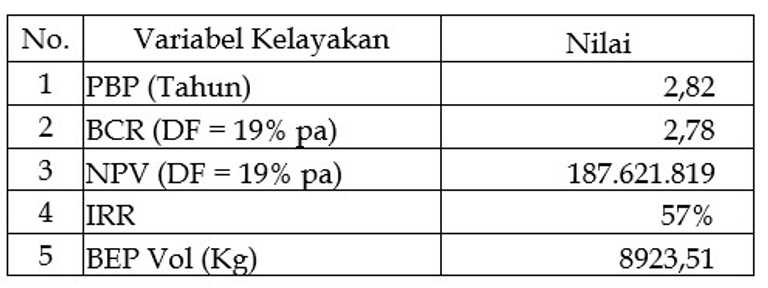 No. Variabel Kelayakan Nilai
1 PBP (Tahun) 2,82
2 BCR (DF = 19% pa) 2,78
3 NPV (DF = 19% pa) 187.621.819
4 IRR 57%
5 BEP Vol (Kg) 8923,51